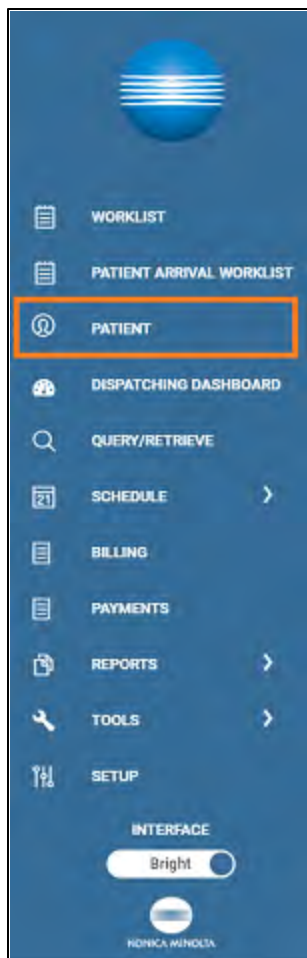 WORKLIST
PATIENT ARRIVAL WORKLIST
PATIENT
DISPATCHING DASHBOARD
QUERY/RETRIEVE
21
SCHEDULE
BILLING
PAYMENTS
REPORTS
TOOLS
SETUP
INTERFACE
Bright
KONICA MINOLTA